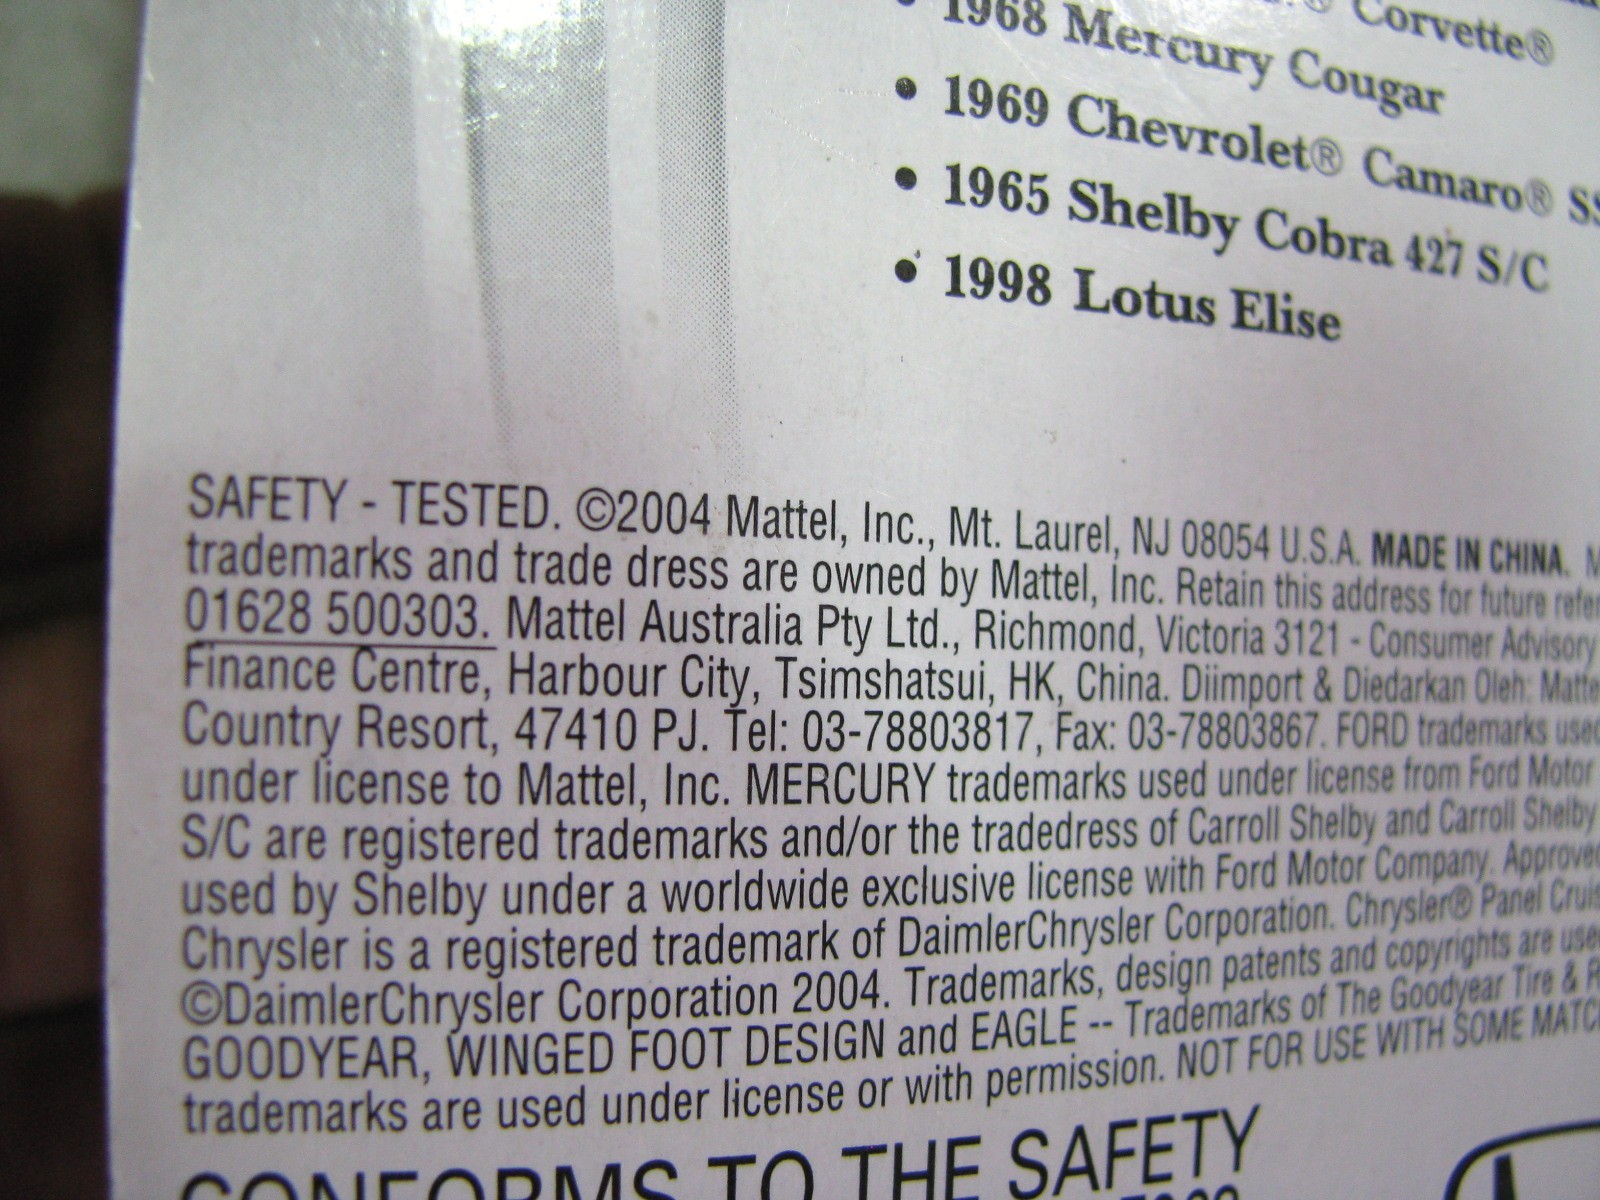 Corvette®
• 1968 Mercury Cougar
• 1969 Chevrolet® Camaro® SS
• 1965 Shelby Cobra 427 S/C
• 1998 Lotus Elise
SAFETY - TESTED. ©2004 Mattel, Inc., Mt. Laurel, NJ 08054 U.S.A. MADE IN CHINA.
trademarks and trade dress are owned by Mattel, Inc. Retain this address for future
01628 500303. Mattel Australia Pty Ltd., Richmond, Victoria 3121 - Consumer Advisory
Finance Centre, Harbour City, Tsimshatsui, HK, China. Diimport & Diedarkan Oleh:
Country Resort, 47410 PJ. Tel: 03-78803817, Fax: 03-78803867. FORD trademarks used
under license to Mattel, Inc. MERCURY trademarks used under license from Ford Motor
S/C are registered trademarks and/or the tradedress of Carroll Shelby and Carroll Shelby
used by Shelby under a worldwide exclusive license with Ford Motor Company. Approved
Chrysler is a registered trademark of DaimlerChrysler Corporation. Chrysler® Panel
©DaimlerChrysler Corporation 2004. Trademarks, design patents and copyrights are used
GOODYEAR, WINGED FOOT DESIGN and EAGLE -- Trademarks of The Goodyear Tire &
trademarks are used under license or with permission. NOT FOR USE WITH SOME
CONFORMS TO THE SAFETY